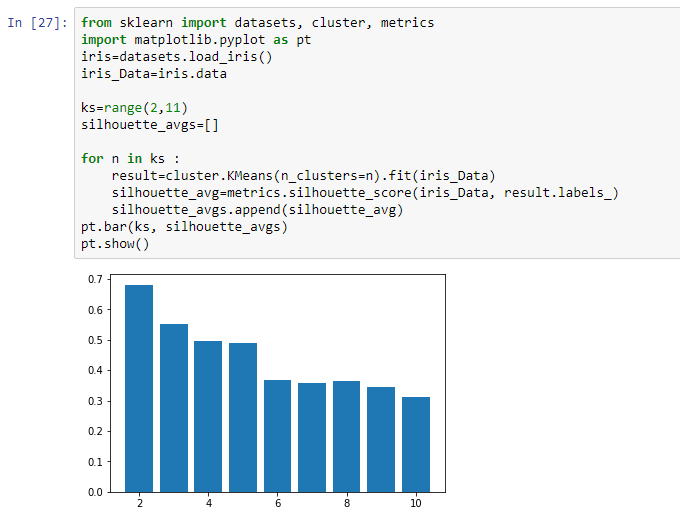 In [27]:
from sklearn import datasets, cluster, metrics
import matplotlib.pyplot as pt
iris=datasets.load_iris()
iris_Data=iris.data
ks=range(2,11)
silhouette_avgs=[]
for n in ks :
    result=cluster.KMeans(n_clusters=n).fit(iris_Data)
    silhouette_avg=metrics.silhouette_score(iris_Data, result.labels_)
    silhouette_avgs.append(silhouette_avg)
pt.bar(ks, silhouette_avgs)
pt.show()
0.7
0.6
0.5
0.4
0.3
0.2
0.1
0.0
2 4 6 8 10